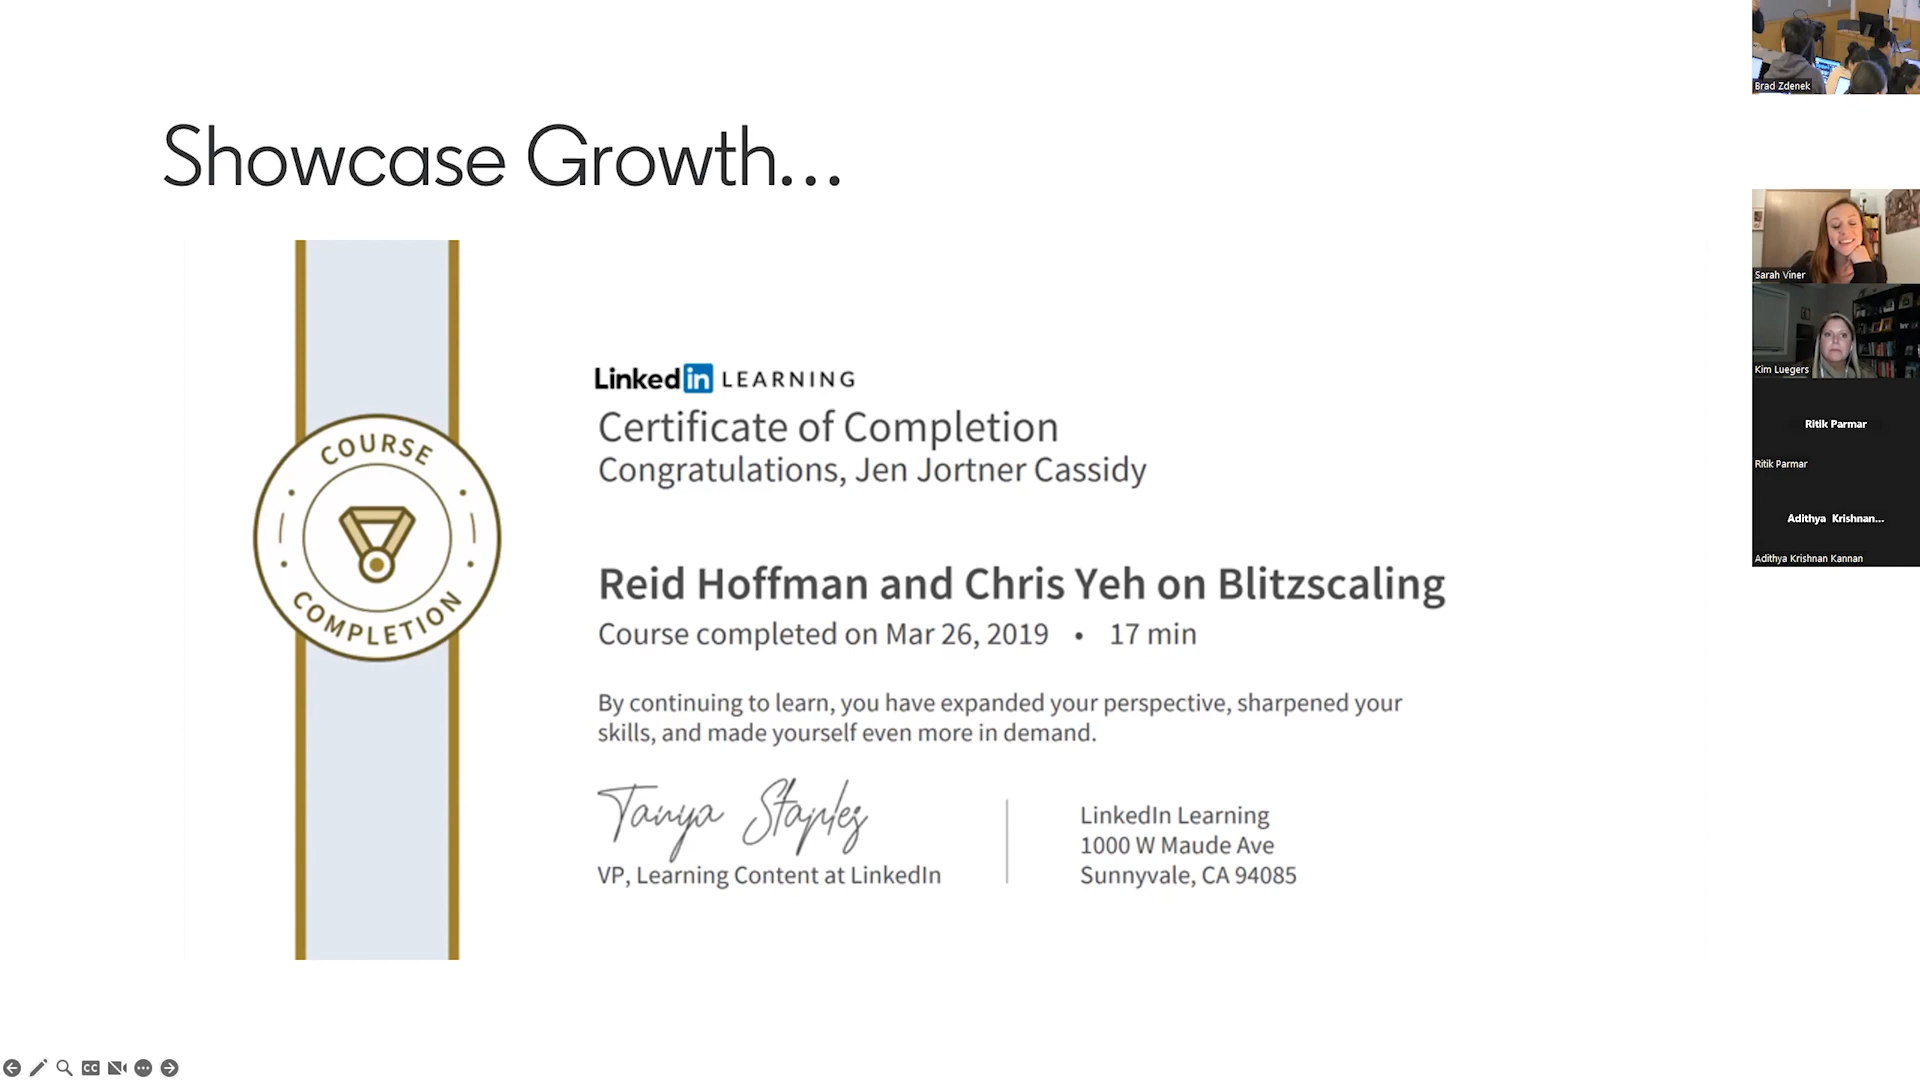 Showcase Growth...
COURSE
COMPLETION
Linked in LEARNING
Certificate of Completion
Congratulations, Jen Jortner Cassidy
Reid Hoffman and Chris Yeh on Blitzscaling
Course completed on Mar 26, 2019 • 17 min
By continuing to learn, you have expanded your perspective, sharpened your
skills, and made yourself even more in demand.
Tanya Staples
VP, Learning Content at LinkedIn
LinkedIn Learning
1000 W Maude Ave
Sunnyvale, CA 94085
Brad Zdenek
Sarah Viner
Kim Luegers
Ritik Parmar
Ritik Parmar
Adithya Krishnan...
Adithya Krishnan Kannan
CC